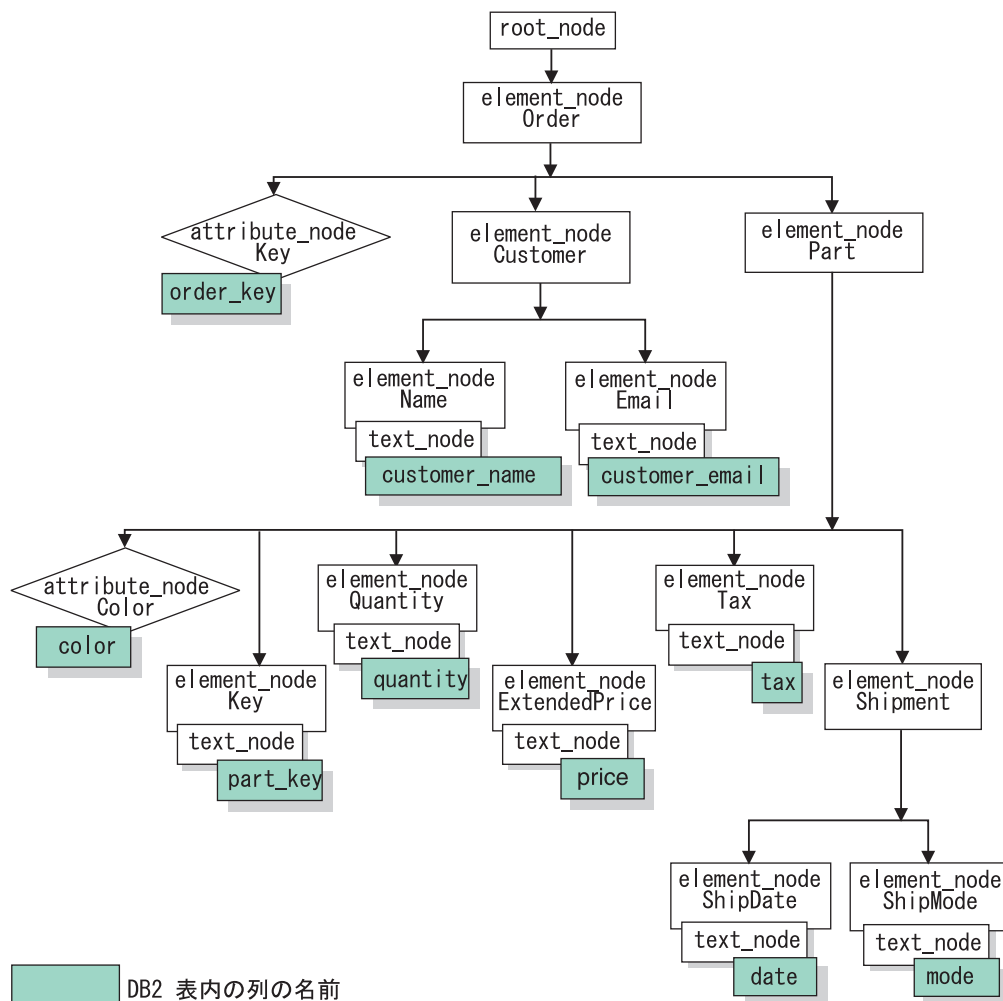 root_node
element_node
Order
attribute_node
Key
order_key
element_node
Customer
element_node
Part
element_node
Name
text_node
customer_name
element_node
Email
text_node
customer_email
attribute_node
Color
color
element_node
Key
text_node
part_key
element_node
Quantity
text_node
quantity
element_node
ExtendedPrice
text_node
price
element_node
Tax
text_node
tax
element_node
Shipment
element_node
ShipDate
text_node
date
element_node
ShipMode
text_node
mode
DB2 表内の列の名前